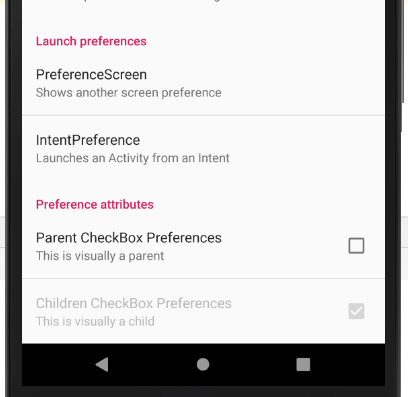 Launch preferences
PreferenceScreen
Shows another screen preference
IntentPreference
Launches an Activity from an Intent
Preference attributes
Parent CheckBox Preferences
This is visually a parent
Children CheckBox Preferences
This is visually a child